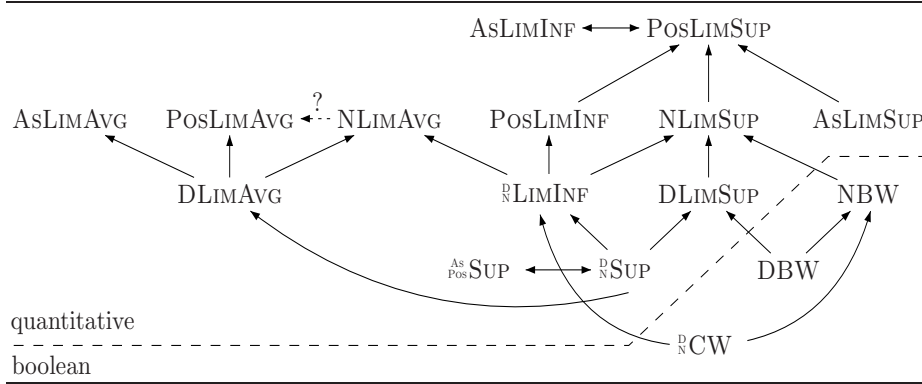 AsLimInf PosLimSup
?
AsLimAvg PosLimAvg NLimAvg PosLimInf NLimSup AsLimSup
DLimAvg D/N LimInf DLimSup NBW
As/Pos Sup D/N Sup DBW
quantitative
D/N CW
boolean